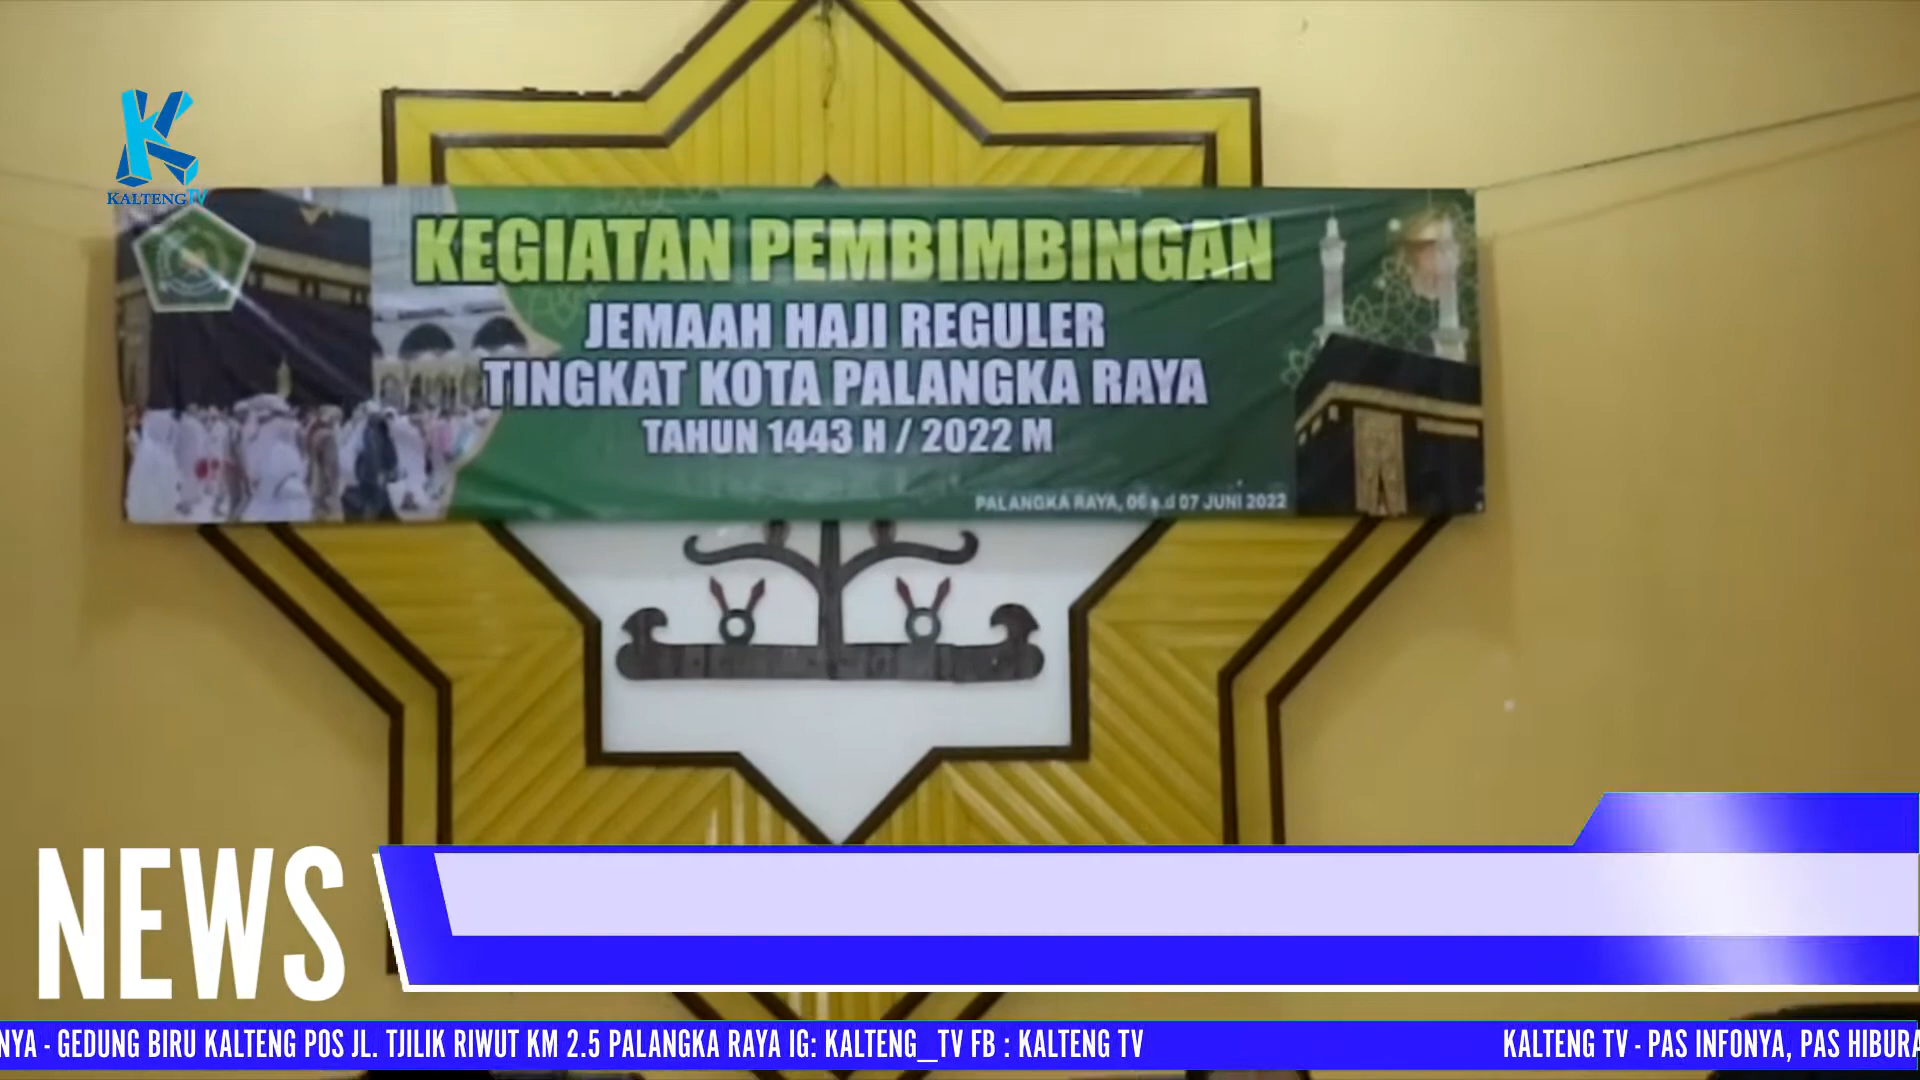 KALTENGTV
KEGIATAN PEMBIMBINGAN
JEMAAH HAJI REGULER
TINGKAT KOTA PALANGKA RAYA
TAHUN 1443 H / 2022 M
PALANGKA RAYA, 06 s.d 07 JUNI 2022
NEWS
NYA - GEDUNG BIRU KALTENG POS JL. TJILIK RIWUT KM 2.5 PALANGKA RAYA IG: KALTENG_TV FB : KALTENG TV
KALTENG TV - PAS INFONYA, PAS HIBURA